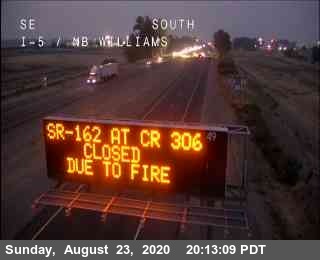 SE SOUTH
I-5 / NB WILLIAMS
SR-162 AT CR 306
CLOSED
DUE TO FIRE
49
Sunday, August 23, 2020 20:13:09 PDT